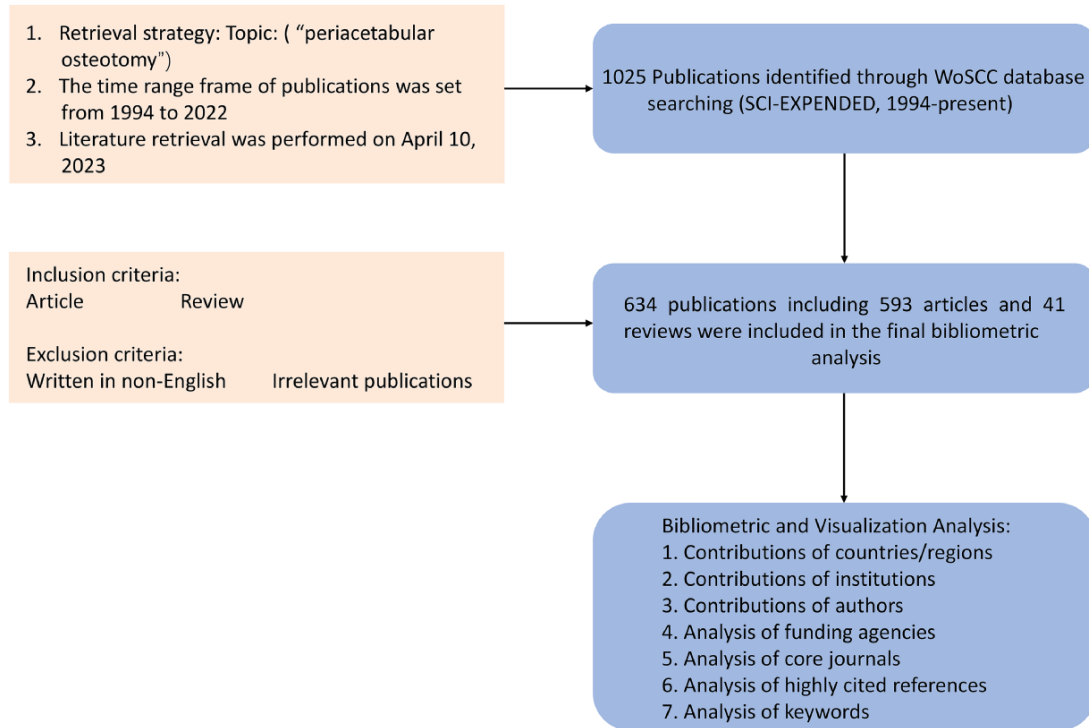 1. Retrieval strategy: Topic: ( “periacetabular
osteotomy”)
2. The time range frame of publications was set
from 1994 to 2022
3. Literature retrieval was performed on April 10,
2023
1025 Publications identified through WoSCC database
searching (SCI-EXPENDED, 1994-present)
Inclusion criteria:
Article Review
Exclusion criteria:
Written in non-English Irrelevant publications
634 publications including 593 articles and 41
reviews were included in the final bibliometric
analysis
Bibliometric and Visualization Analysis:
1. Contributions of countries/regions
2. Contributions of institutions
3. Contributions of authors
4. Analysis of funding agencies
5. Analysis of core journals
6. Analysis of highly cited references
7. Analysis of keywords